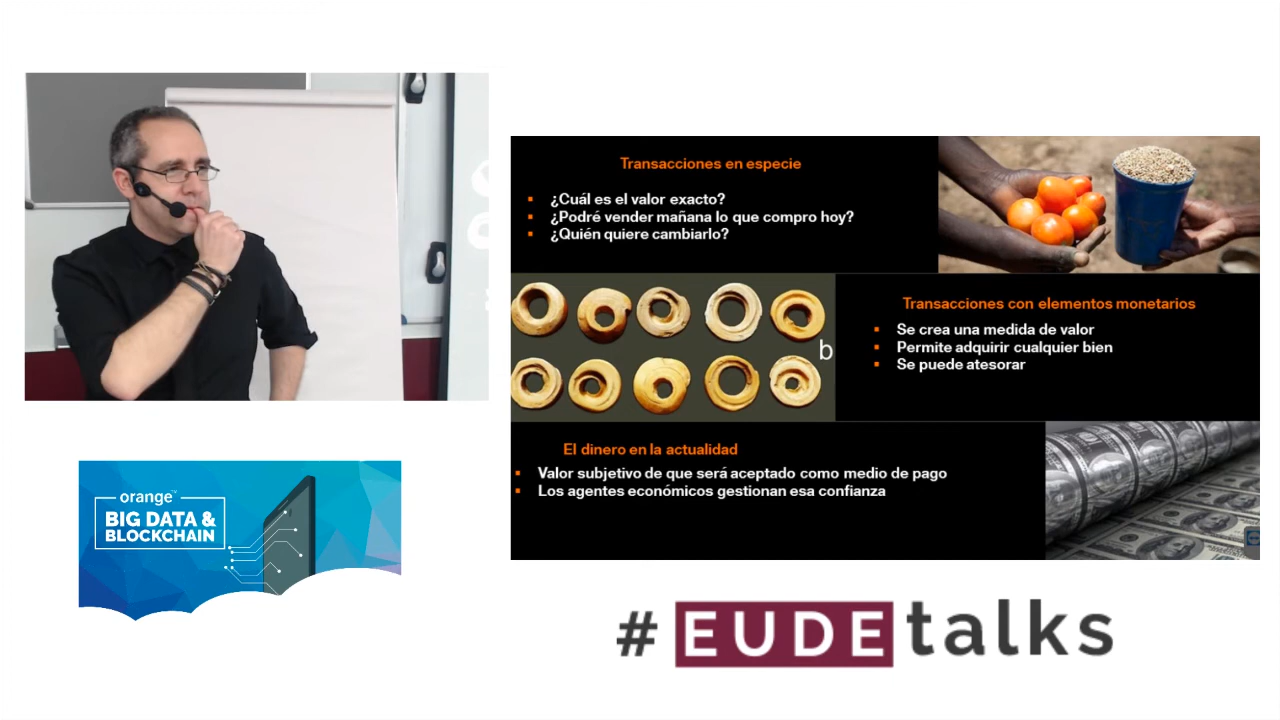 Transacciones en especie
¿Cuál es el valor exacto?
¿Podré vender mañana lo que compro hoy?
¿Quién quiere cambiarlo?
b
Transacciones con elementos monetarios
Se crea una medida de valor
Permite adquirir cualquier bien
Se puede atesorar
El dinero en la actualidad
Valor subjetivo de que será aceptado como medio de pago
Los agentes económicos gestionan esa confianza
orange™
BIG DATA &
BLOCKCHAIN
# EUDE talks